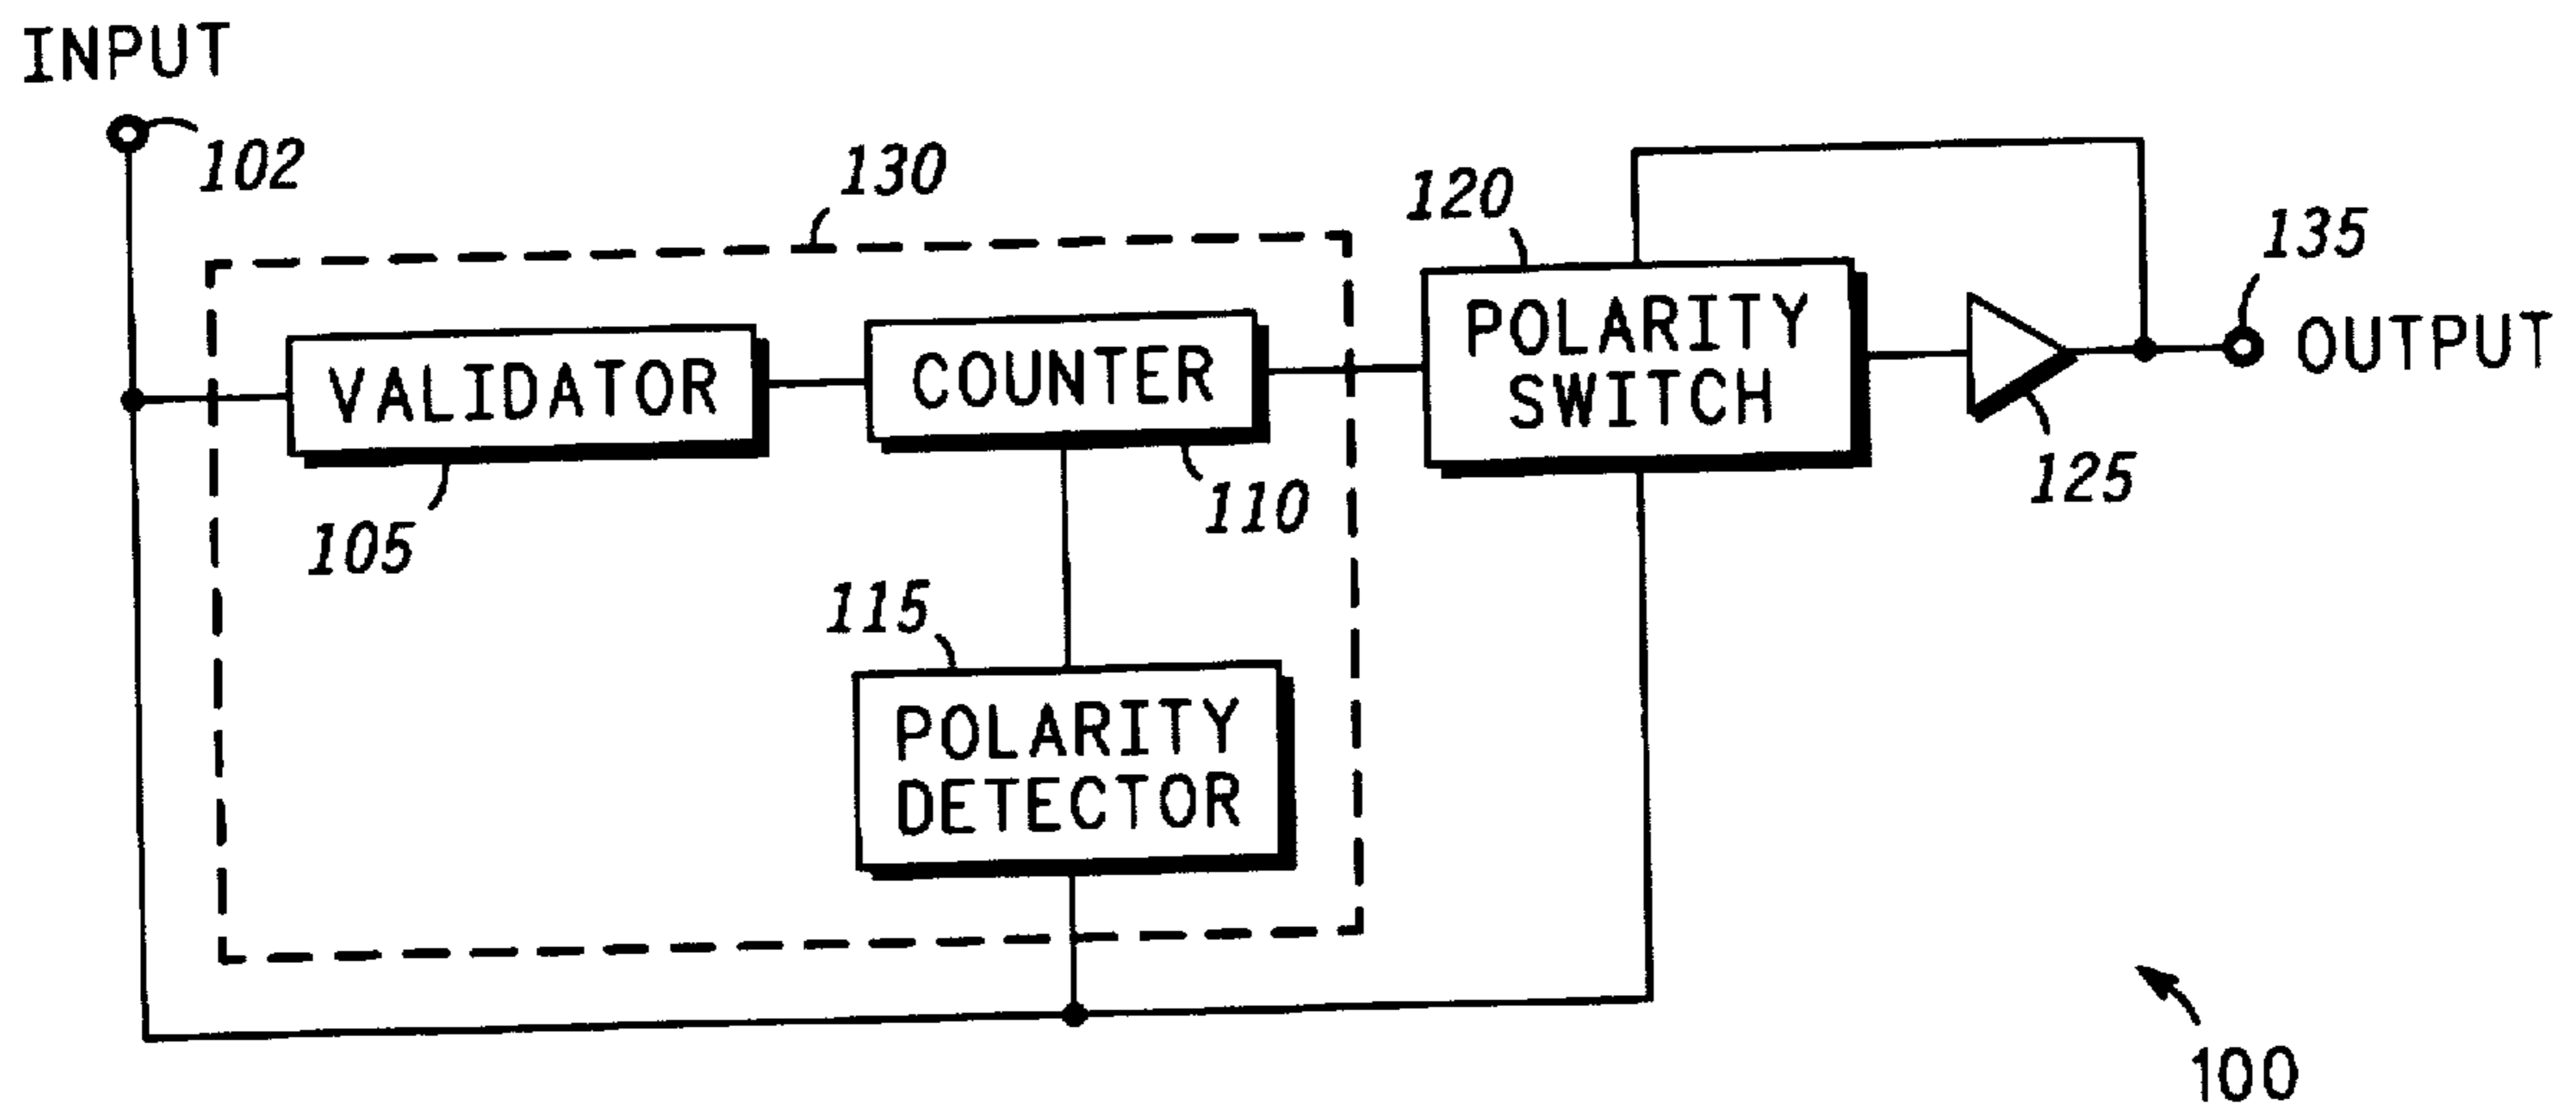 INPUT
102
130
120
135
VALIDATOR
COUNTER
POLARITY
SWITCH
OUTPUT
105
110
125
115
POLARITY
DETECTOR
100